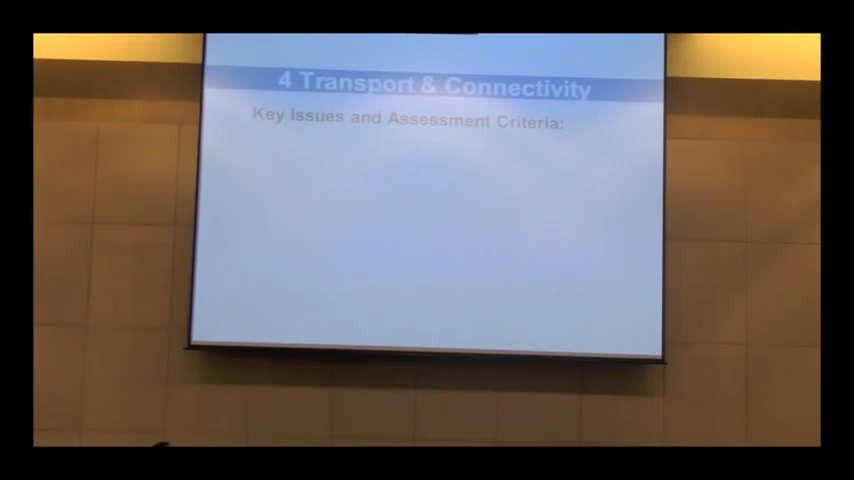 4 Transport & Connectivity
Key Issues and Assessment Criteria: